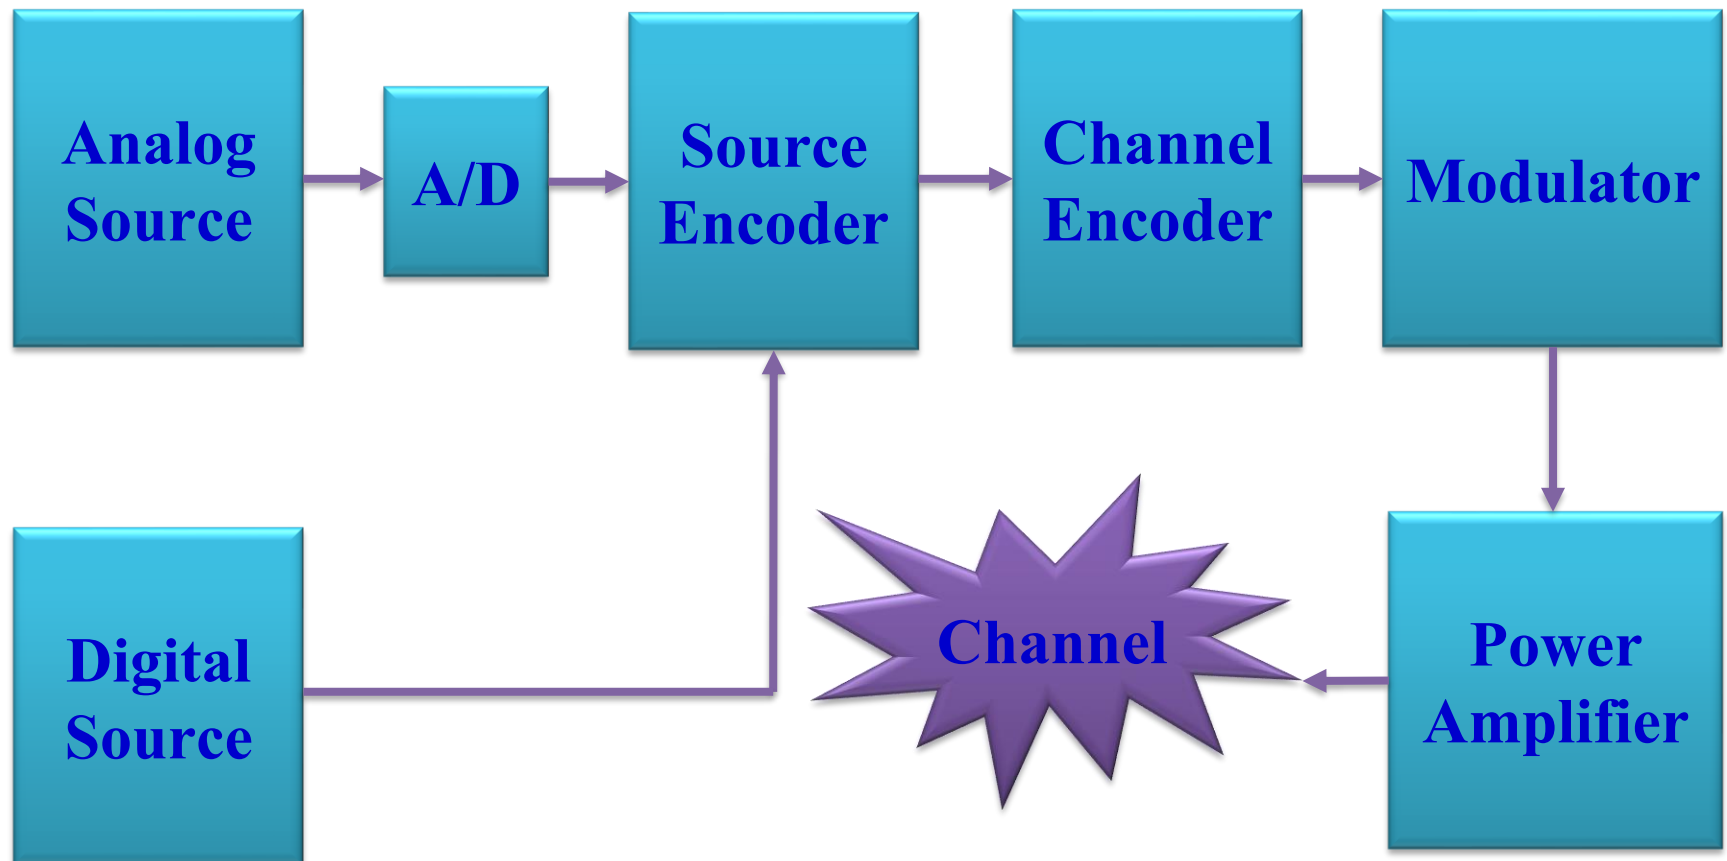 Analog
Source
A/D
Source
Encoder
Channel
Encoder
Modulator
Digital
Source
Channel
Power
Amplifier